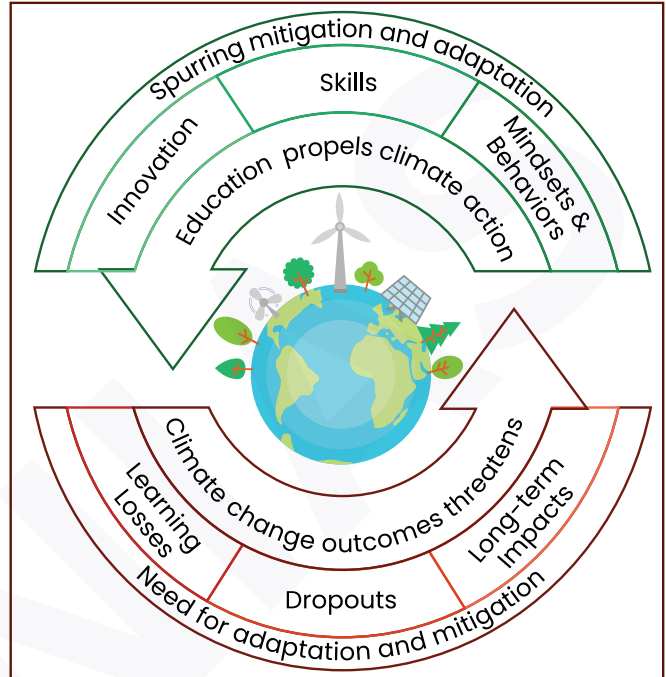 Spurring mitigation and adaptation
Skills
Innovation
Mindsets &
Behaviors
Education propels climate action
Climate change outcomes threatens
Learning
Losses
Dropouts
Long-term
Impacts
Need for adaptation and mitigation